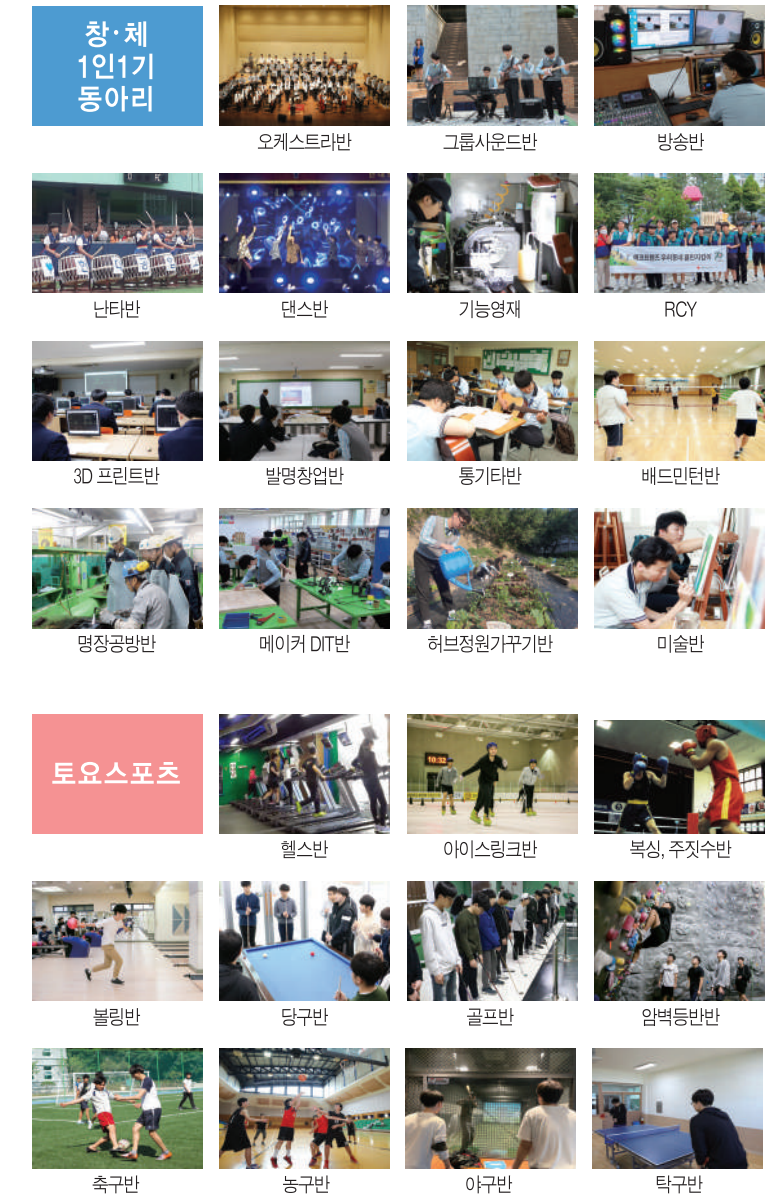 창·체
1인1기
동아리
오케스트라반
그룹사운드반
방송반
난타반
댄스반
기능영재
RCY
3D 프린트반
발명창업반
통기타반
배드민턴반
명장공방반
메이커 DIT반
허브정원가꾸기반
미술반
토요스포츠
10:32
헬스반
아이스링크반
복싱, 주짓수반
볼링반
당구반
골프반
암벽등반반
축구반
농구반
야구반
탁구반